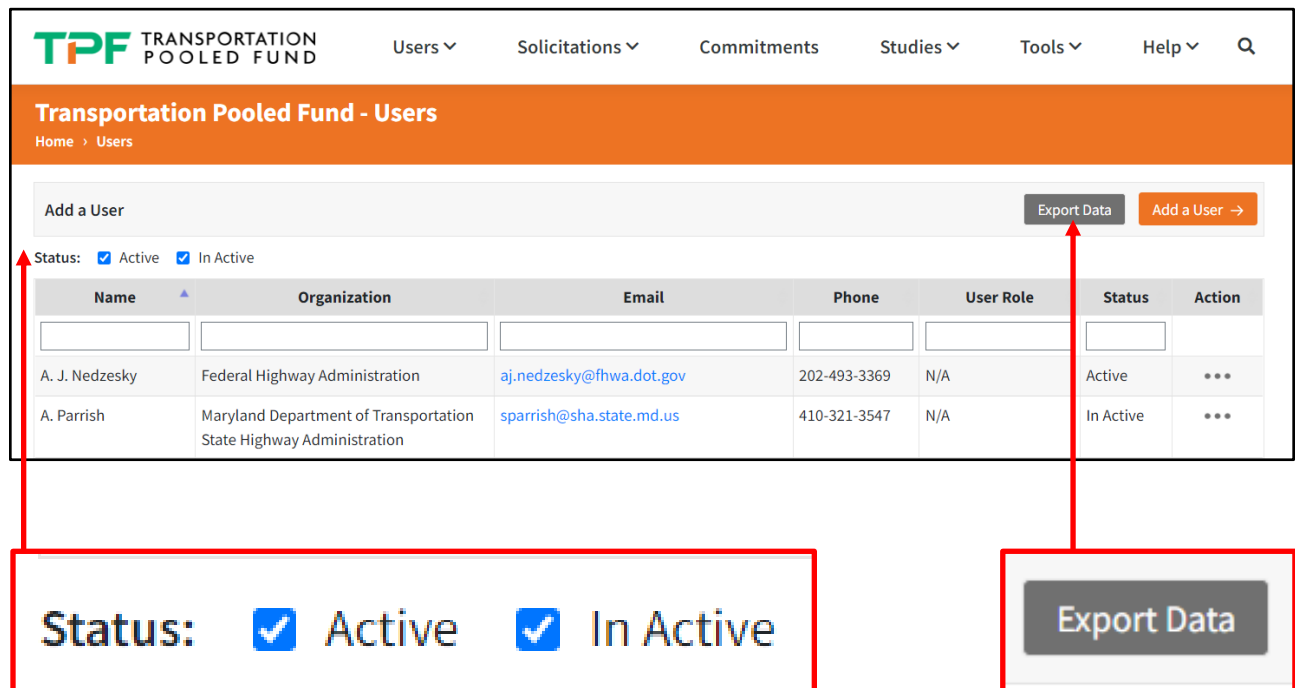 TPF TRANSPORTATION POOLED FUND
Users Solicitations Commitments Studies Tools Help
Transportation Pooled Fund - Users
Home › Users
Add a User Export Data Add a User →
Status: Active In Active
Name Organization Email Phone User Role Status Action
A. J. Nedzesky Federal Highway Administration aj.nedzesky@fhwa.dot.gov 202-493-3369 N/A Active •••
A. Parrish Maryland Department of Transportation sparrish@sha.state.md.us 410-321-3547 N/A In Active •••
State Highway Administration
Status: Active In Active
Export Data